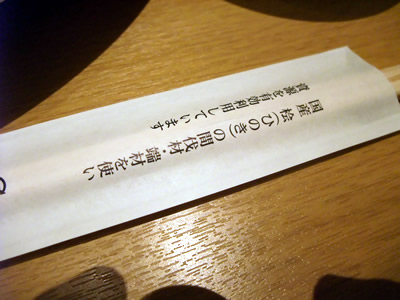 国産 桧(ひのき)の間伐材・端材を使い
資源を有効利用しています